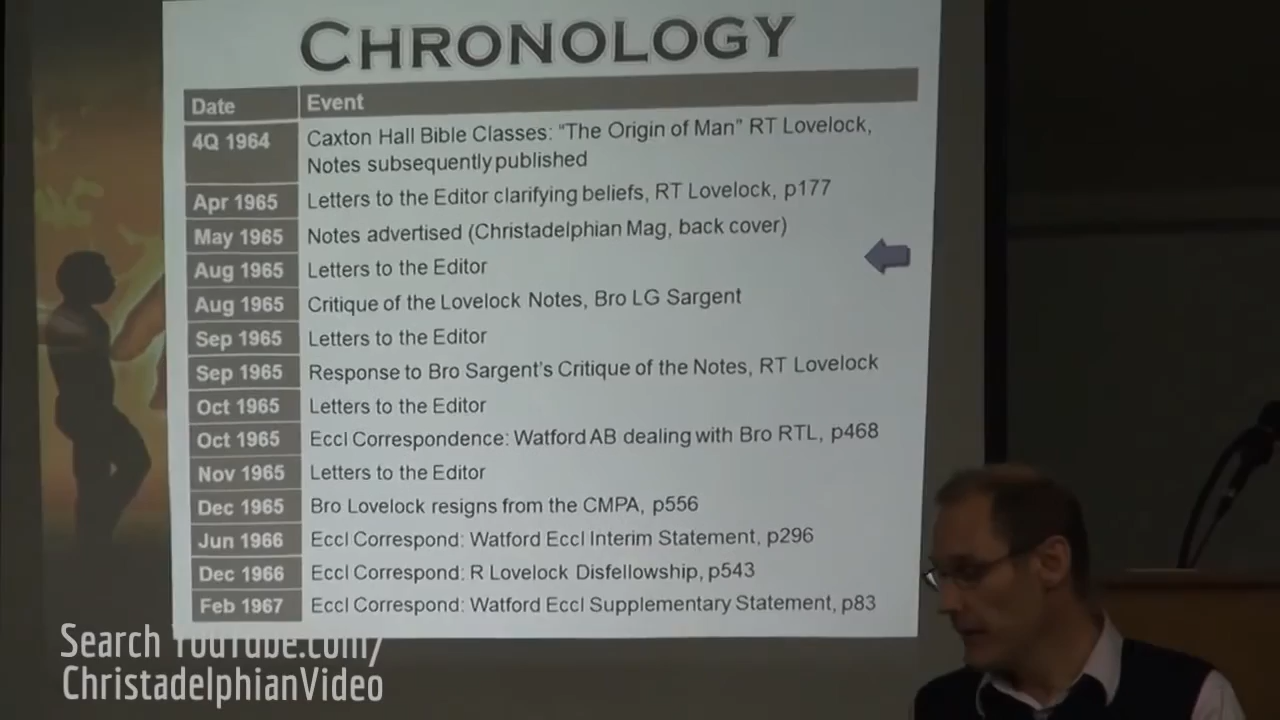 CHRONOLOGY
Date Event
4Q 1964 Caxton Hall Bible Classes: “The Origin of Man” RT Lovelock,
Notes subsequently published
Apr 1965 Letters to the Editor clarifying beliefs, RT Lovelock, p177
May 1965 Notes advertised (Christadelphian Mag, back cover)
Aug 1965 Letters to the Editor
Aug 1965 Critique of the Lovelock Notes, Bro LG Sargent
Sep 1965 Letters to the Editor
Sep 1965 Response to Bro Sargent's Critique of the Notes, RT Lovelock
Oct 1965 Letters to the Editor
Oct 1965 Eccl Correspondence: Watford AB dealing with Bro RTL, p468
Nov 1965 Letters to the Editor
Dec 1965 Bro Lovelock resigns from the CMPA, p556
Jun 1966 Eccl Correspond: Watford Eccl Interim Statement, p296
Dec 1966 Eccl Correspond: R Lovelock Disfellowship, p543
Feb 1967 Eccl Correspond: Watford Eccl Supplementary Statement, p83
Search YouTube.com/
ChristadelphianVideo